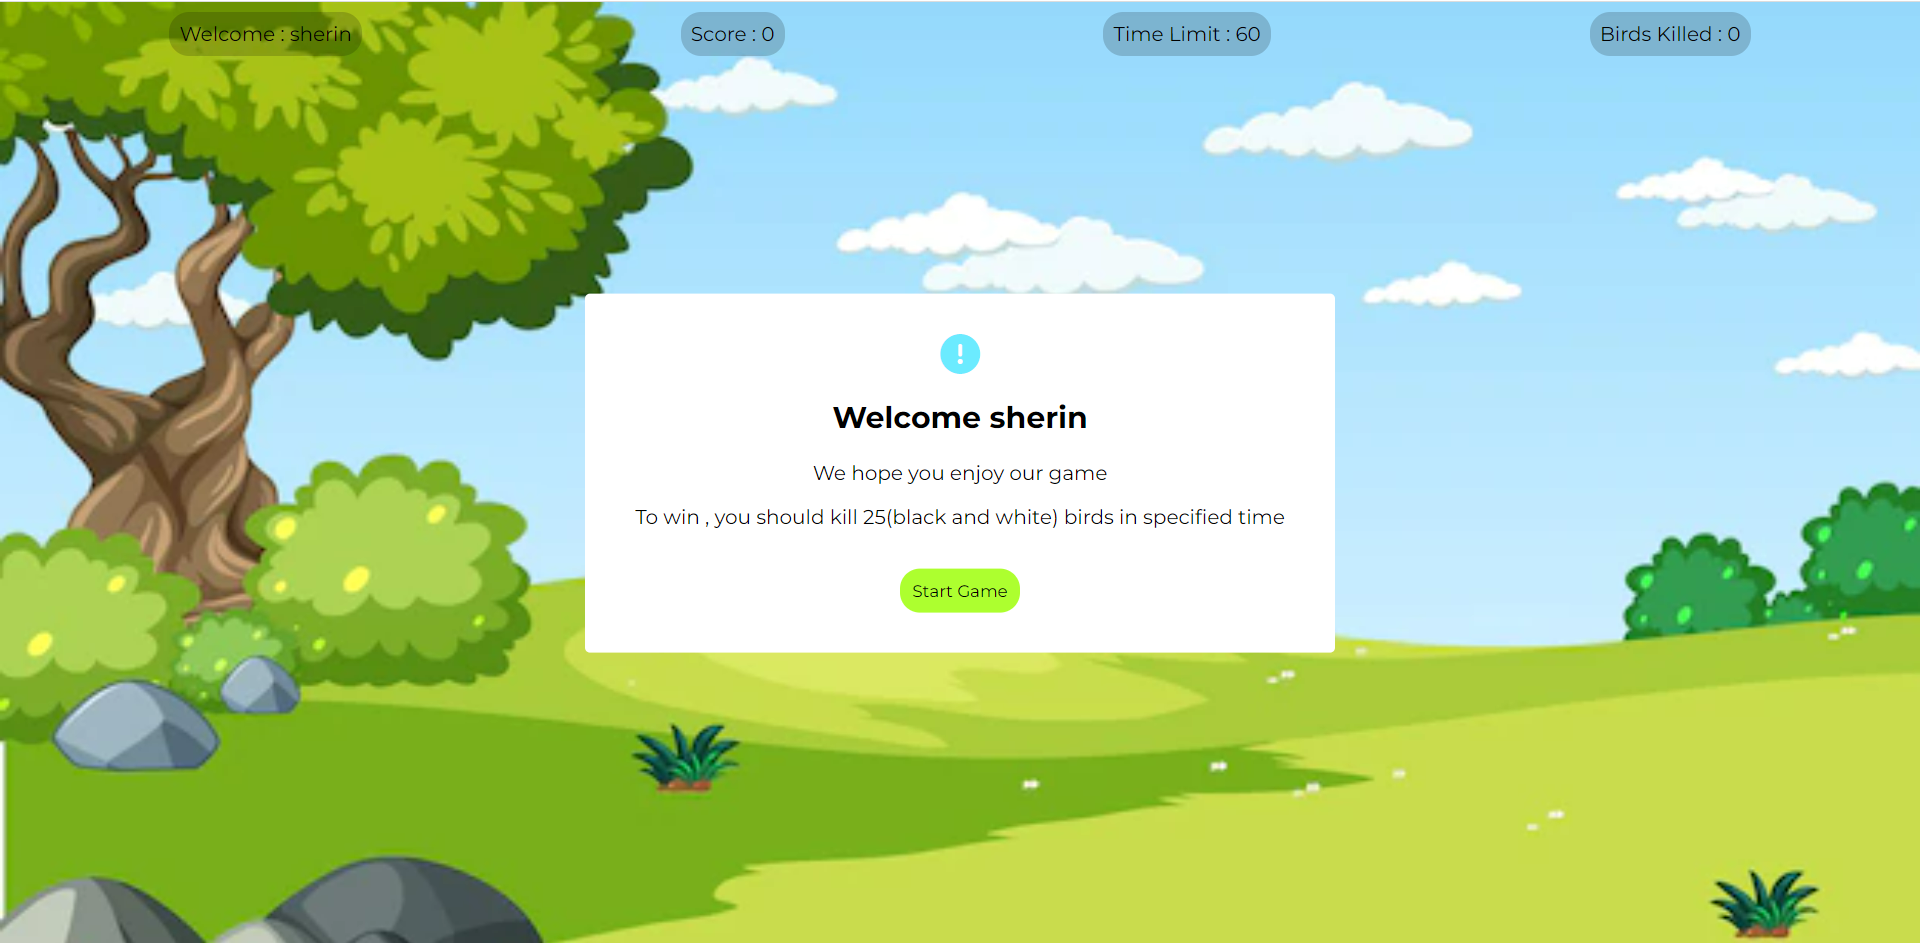 Welcome : sherin
Score : 0
Time Limit : 60
Birds Killed : 0
Welcome sherin
We hope you enjoy our game
To win , you should kill 25(black and white) birds in specified time
Start Game